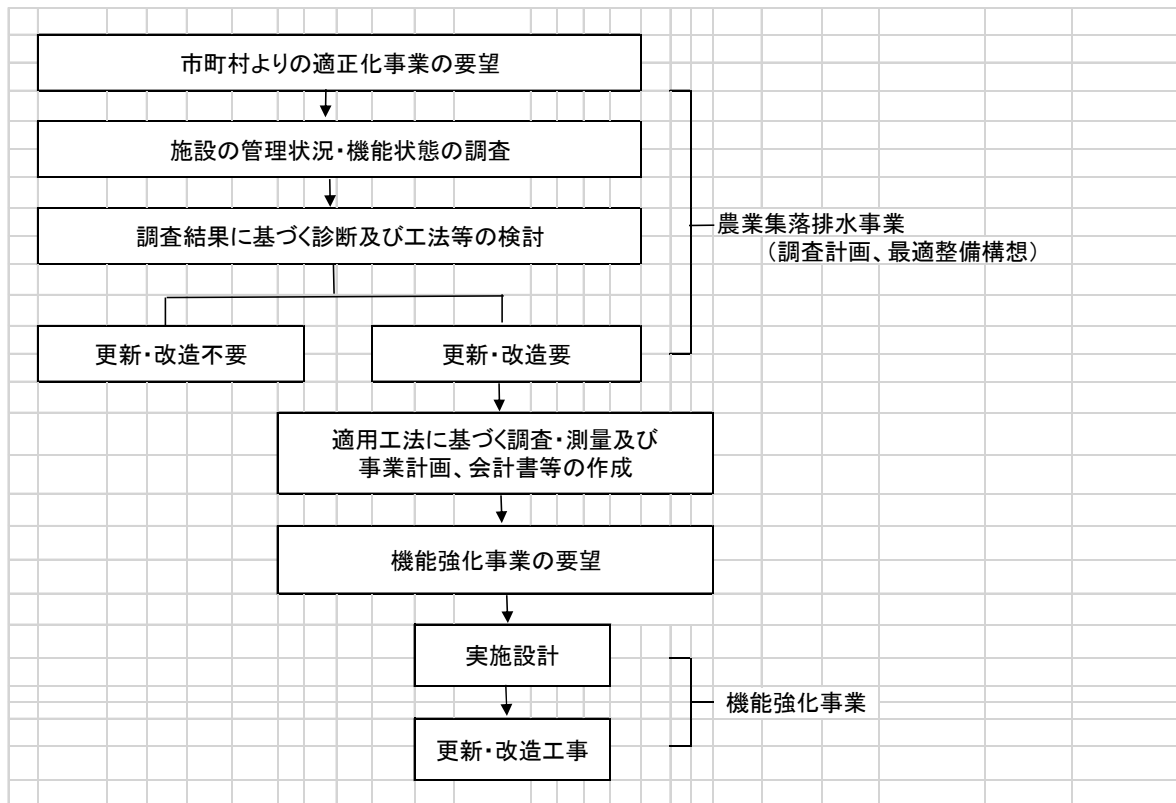 市町村よりの適正化事業の要望
施設の管理状況・機能状態の調査
調査結果に基づく診断及び工法等の検討
農業集落排水事業
(調査計画、最適整備構想)
更新・改造不要
更新・改造要
適用工法に基づく調査・測量及び
事業計画、会計書等の作成
機能強化事業の要望
実施設計
機能強化事業
更新・改造工事